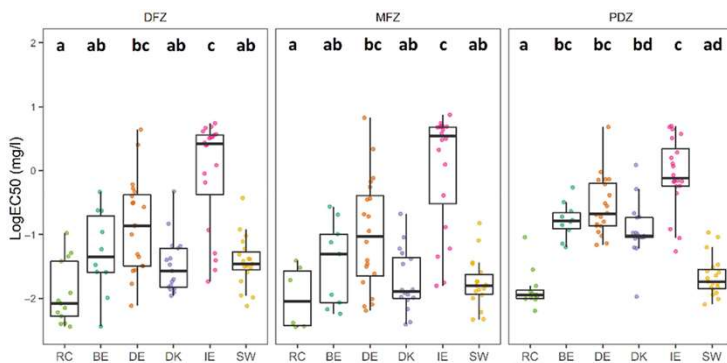 DFZ MFZ PDZ
2 a ab bc ab c ab a ab bc ab c ab a bc bc bd c ad
1
0
−1
−2
LogEC50 (mg/l)
RC BE DE DK IE SW RC BE DE DK IE SW RC BE DE DK IE SW